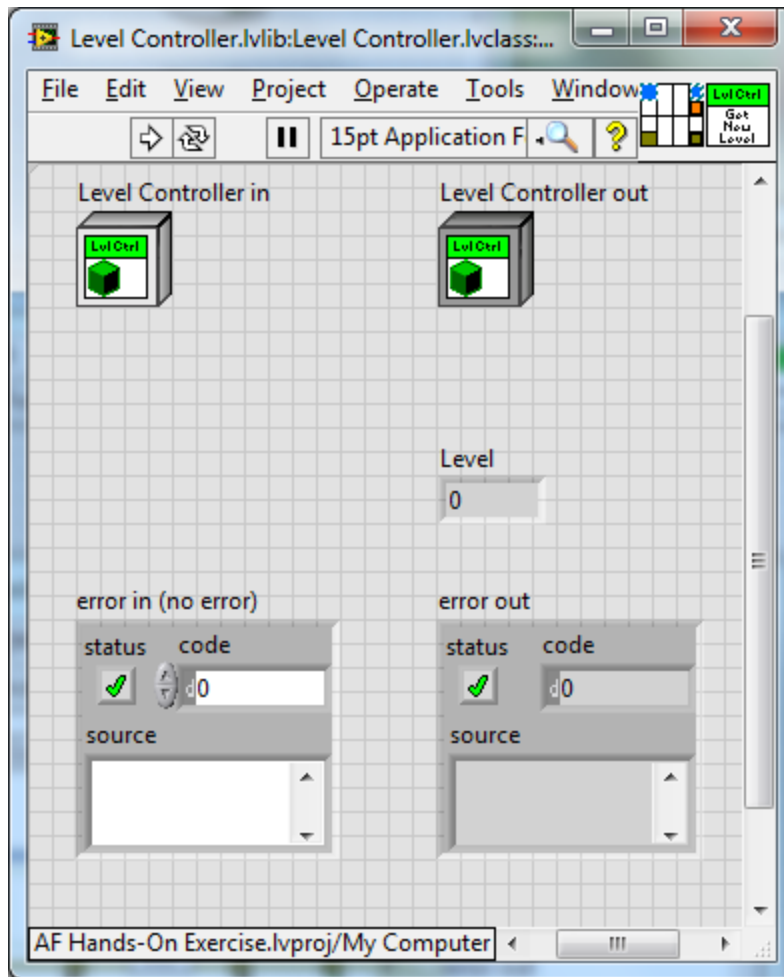 Level Controller.lvlib:Level Controller.lvclass:...
File Edit View Project Operate Tools Window
15pt Application F
Lvl Ctrl
Get
New
Level
Level Controller in
Level Controller out
Lvl Ctrl
Lvl Ctrl
Level
0
error in (no error)
error out
status code
status code
d0
d0
source
source
AF Hands-On Exercise.lvproj/My Computer